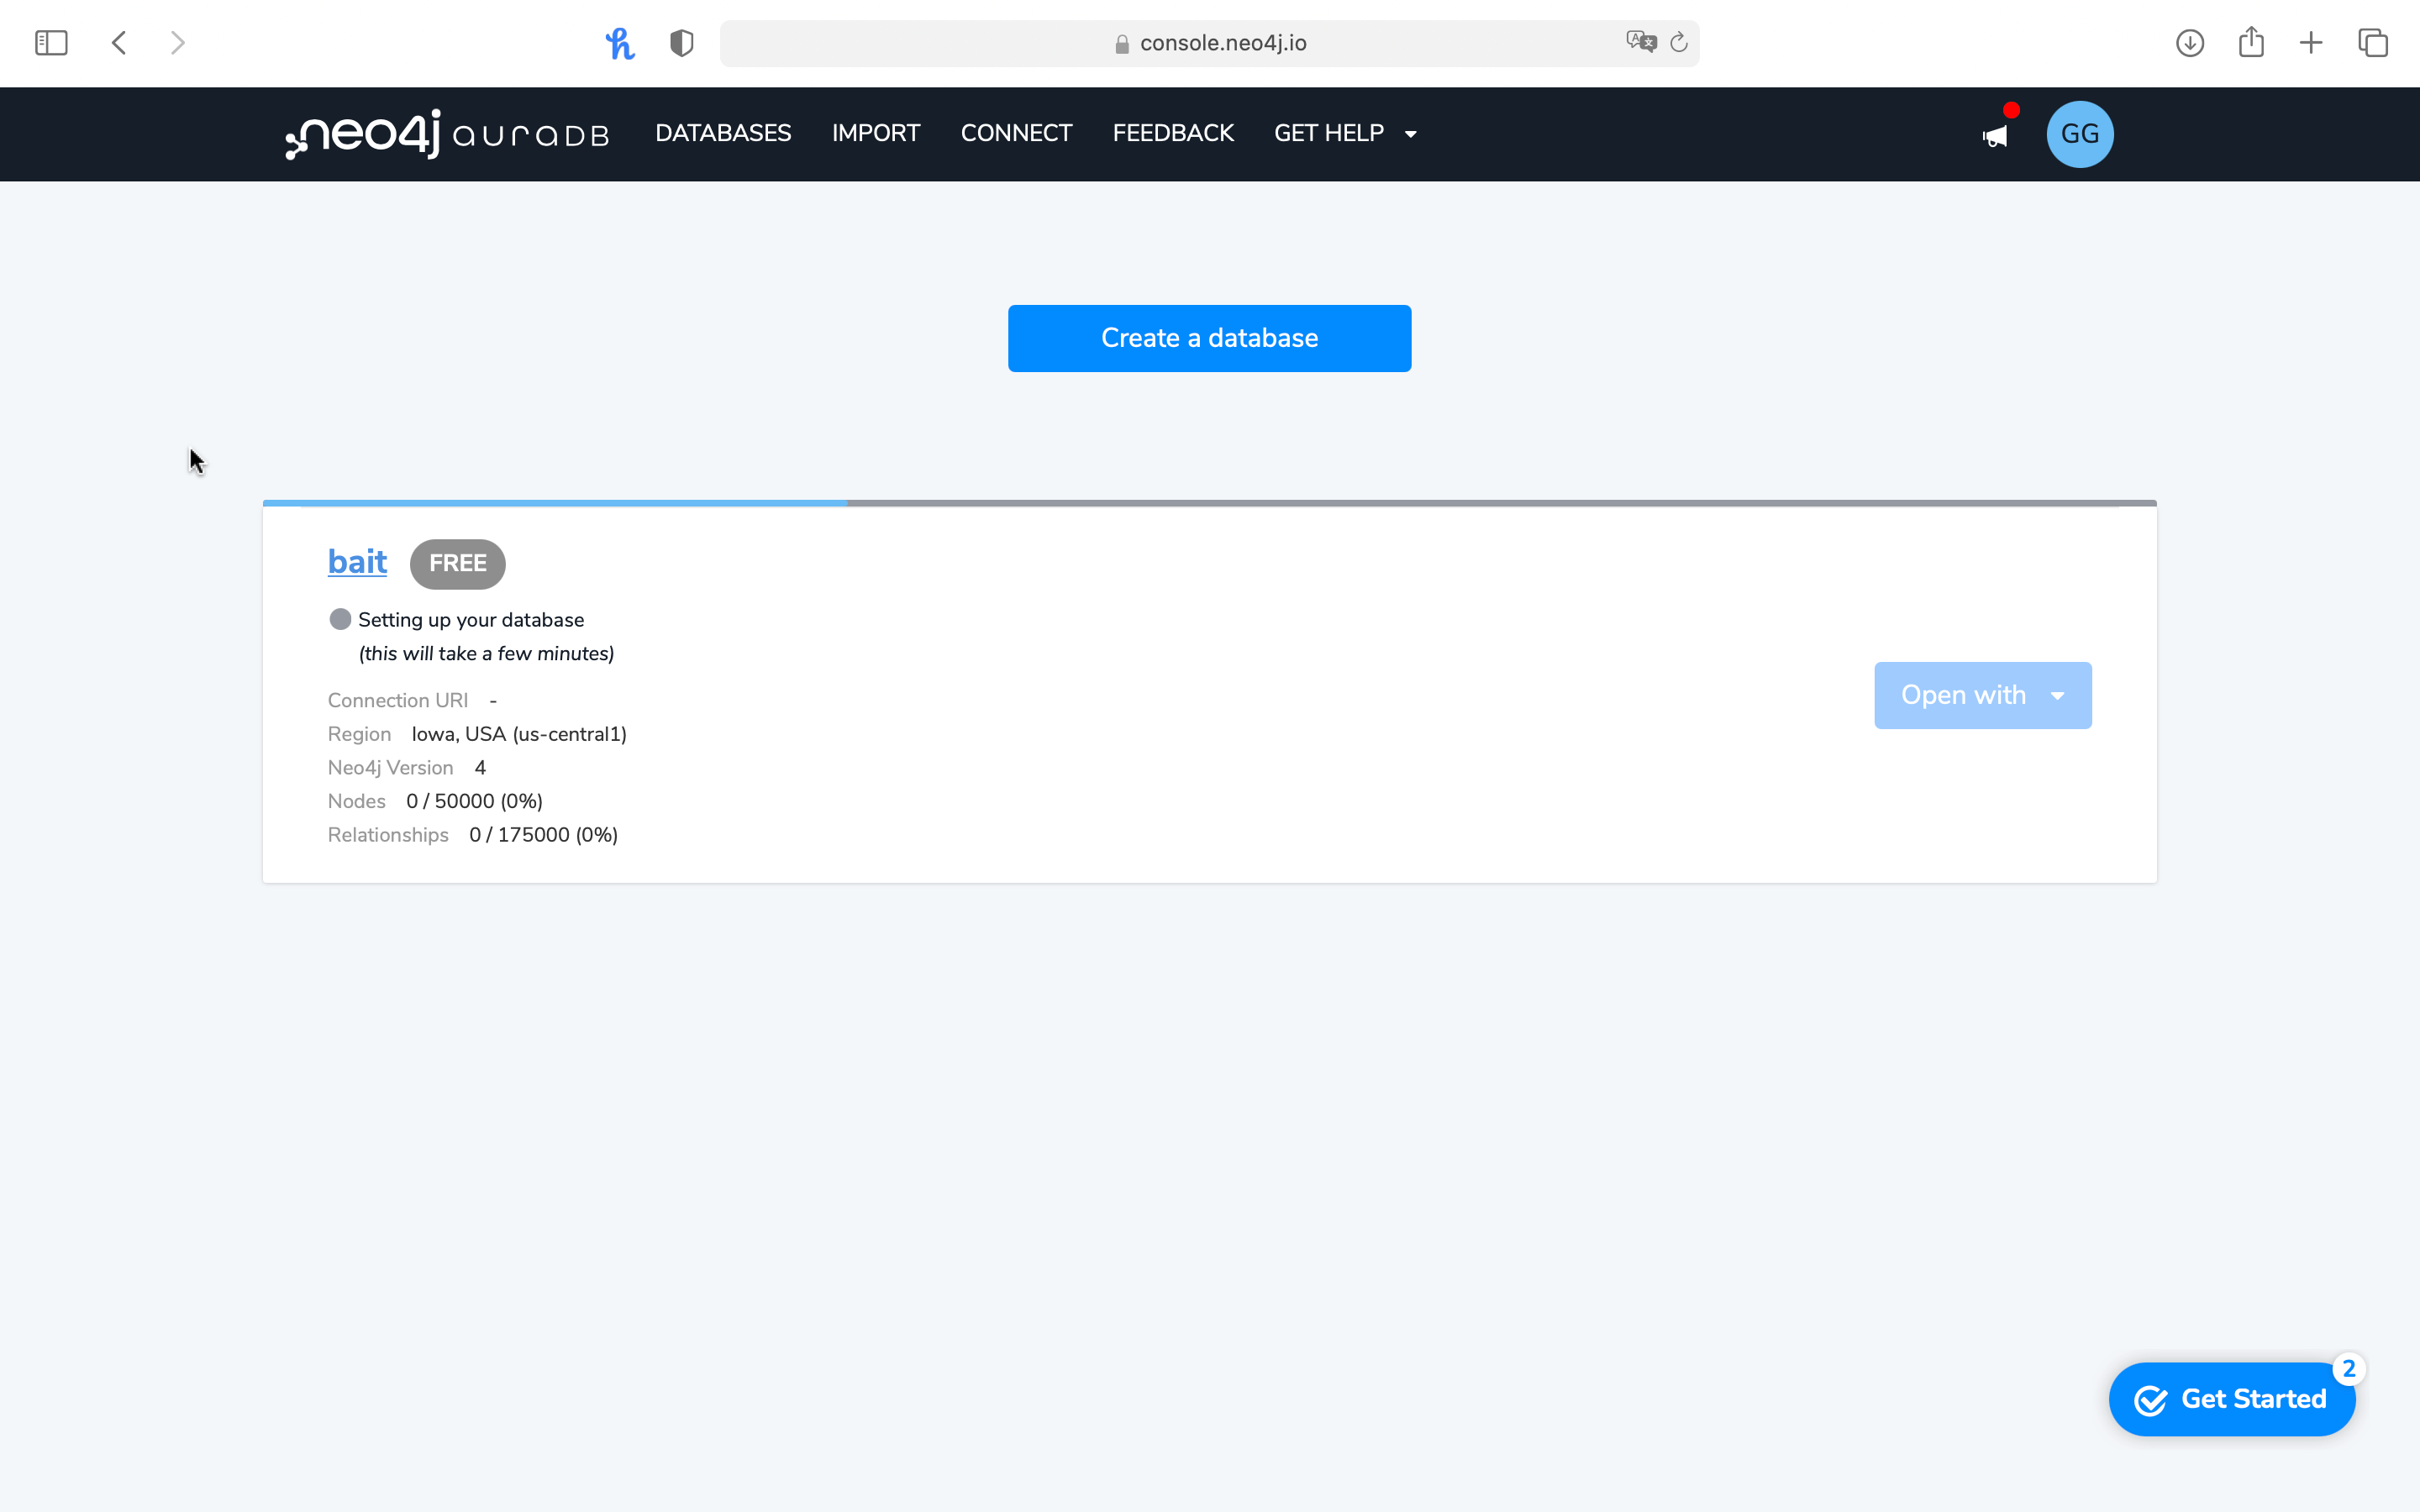 console.neo4j.io
neo4j auraDB DATABASES IMPORT CONNECT FEEDBACK GET HELP GG
Create a database
bait FREE
Setting up your database
(this will take a few minutes)
Connection URI -
Region Iowa, USA (us-central1)
Open with
Neo4j Version 4
Nodes 0 / 50000 (0%)
Relationships 0 / 175000 (0%)
2
Get Started